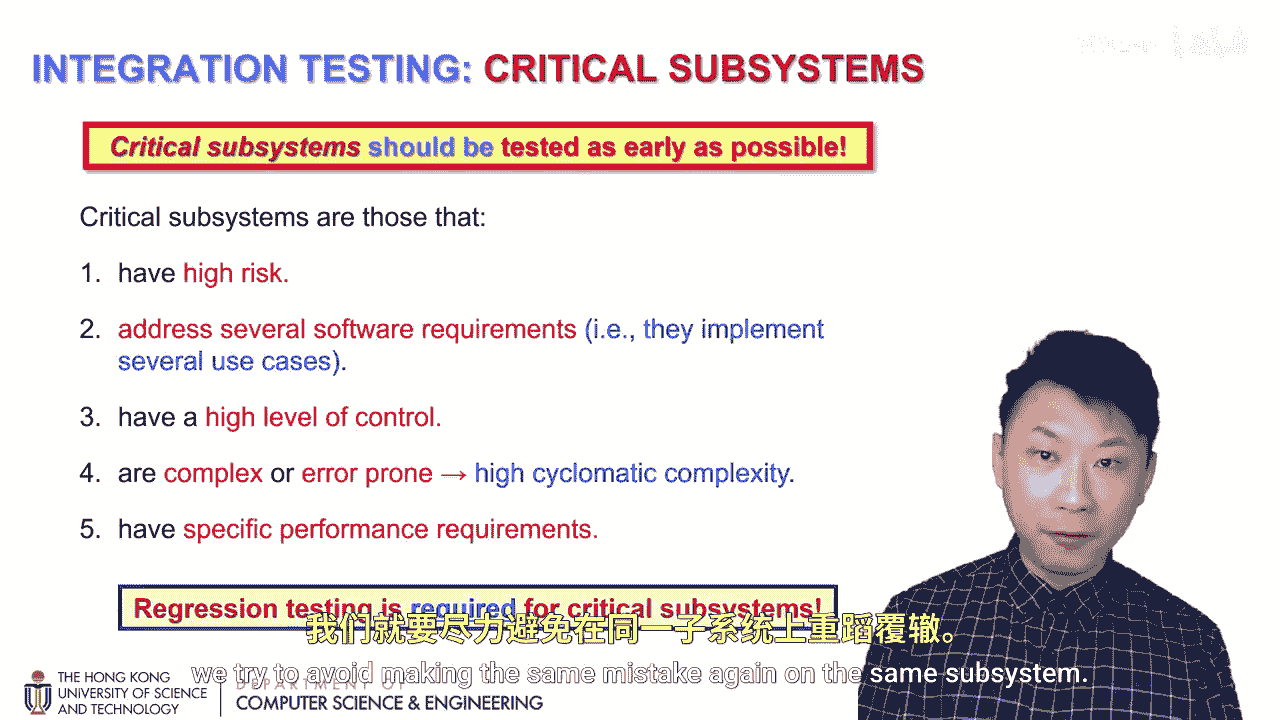 INTEGRATION TESTING: CRITICAL SUBSYSTEMS
Critical subsystems should be tested as early as possible!
Critical subsystems are those that:
1. have high risk.
2. address several software requirements (i.e., they implement
several use cases).
3. have a high level of control.
4. are complex or error prone → high cyclomatic complexity.
5. have specific performance requirements.
Regression testing is required for critical subsystems!
我们就要尽力避免在同一子系统上重蹈覆辙。
we try to avoid making the same mistake again on the same subsystem.
THE HONG KONG
UNIVERSITY OF SCIENCE
AND TECHNOLOGY
DEPARTMENT OF
COMPUTER SCIENCE & ENGINEERING